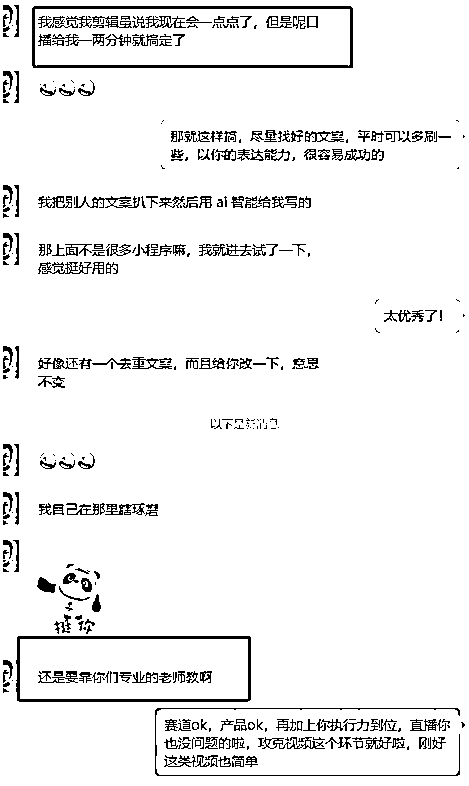 我感觉我剪辑虽说我现在会一点点了，但是呢口
播给我一两分钟就搞定了
那就这样搞，尽量找好的文案，平时可以多刷一
些，以你的表达能力，很容易成功的
我把别人的文案扒下来然后用 ai 智能给我写的
那上面不是很多小程序嘛，我就进去试了一下，
感觉挺好用的
太优秀了！
好像还有一个去重文案，而且给你改一下，意思
不变
以下是新消息
我自己在那里瞎琢磨
挺你
还是要靠你们专业的老师教啊
赛道ok，产品ok，再加上你执行力到位，直播你
也没问题的啦，攻克视频这个环节就好啦，刚好
这类视频也简单